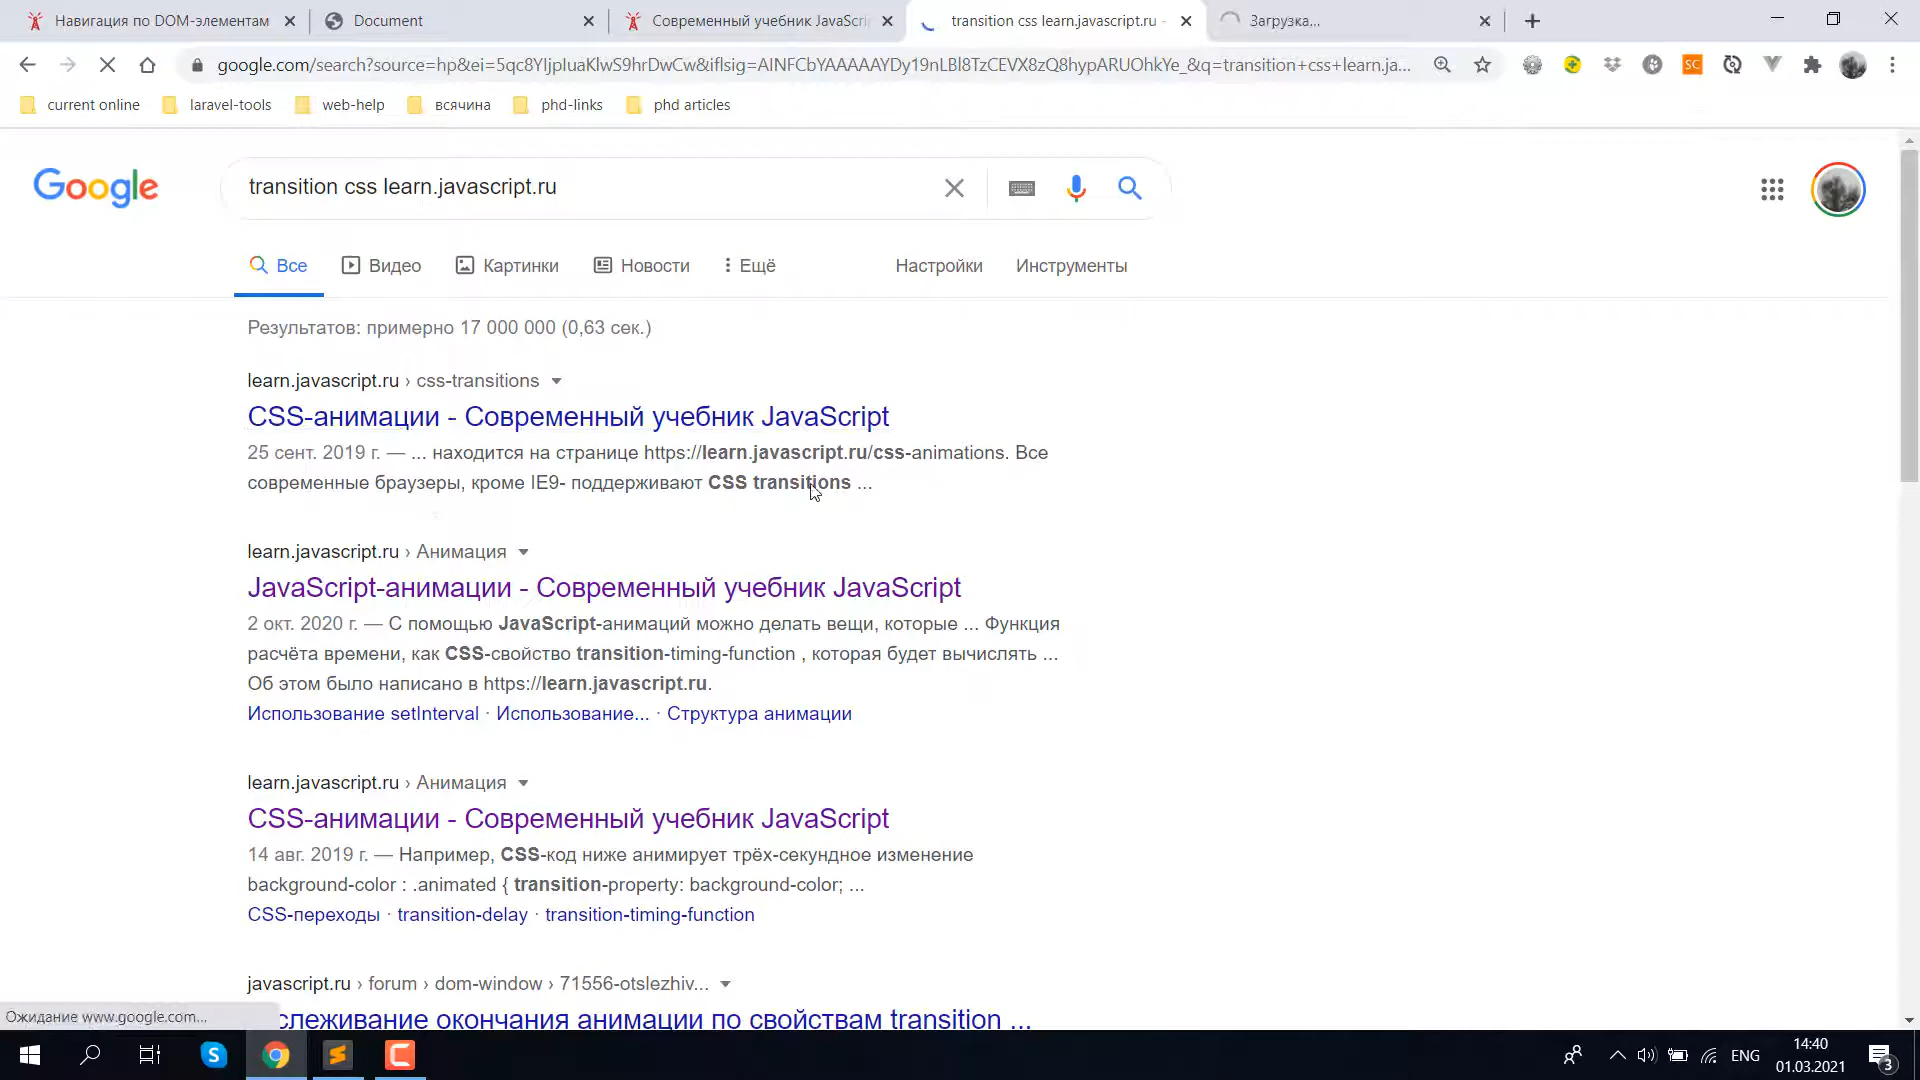 Навигация по DOM-элементам
Document
Современный учебник JavaScri
transition css learn.javascript.ru -
Загрузка...
google.com/search?source=hp&ei=5qc8YIjpIuaKlwS9hrDwCw&iflsig=AINFCbYAAAAAYDy19nLBl8TzCEVX8zQ8hypARUOhkYe_&q=transition+css+learn.ja...
SC
current online
laravel-tools
web-help
всячина
phd-links
phd articles
Google
transition css learn.javascript.ru
Все
Видео
Картинки
Новости
Ещё
Настройки
Инструменты
Результатов: примерно 17 000 000 (0,63 сек.)
learn.javascript.ru › css-transitions
CSS-анимации - Современный учебник JavaScript
25 сент. 2019 г. — ... находится на странице https://learn.javascript.ru/css-animations. Все
современные браузеры, кроме IE9- поддерживают CSS transitions ...
learn.javascript.ru › Анимация
JavaScript-анимации - Современный учебник JavaScript
2 окт. 2020 г. — С помощью JavaScript-анимаций можно делать вещи, которые ... Функция
расчёта времени, как CSS-свойство transition-timing-function , которая будет вычислять ...
Об этом было написано в https://learn.javascript.ru.
Использование setInterval · Использование... · Структура анимации
learn.javascript.ru › Анимация
CSS-анимации - Современный учебник JavaScript
14 авг. 2019 г. — Например, CSS-код ниже анимирует трёх-секундное изменение
background-color : .animated { transition-property: background-color; ...
CSS-переходы · transition-delay · transition-timing-function
javascript.ru › forum › dom-window › 71556-otslezhiv...
слеживание окончания анимации по свойствам transition ...
Ожидание www.google.com...
ENG
14:40
01.03.2021
3